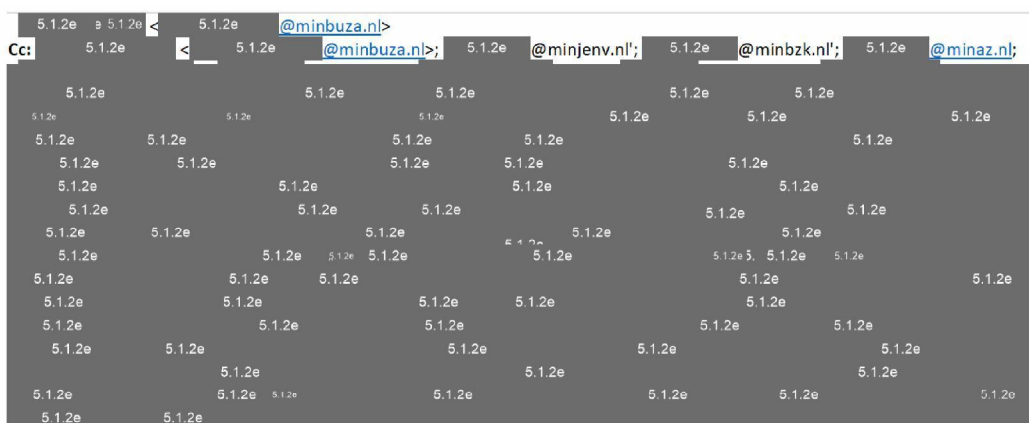 5.1.2e e 5.1.2e < 5.1.2e @minbuza.nl>
Cc: 5.1.2e < 5.1.2e @minbuza.nl>; 5.1.2e @minjenv.nl'; 5.1.2e @minbzk.nl'; 5.1.2e @minaz.nl;
5.1.2e 5.1.2e 5.1.2e 5.1.2e 5.1.2e
5.1.2e 5.1.2e 5.1.2e 5.1.2e 5.1.2e 5.1.2e
5.1.2e 5.1.2e 5.1.2e 5.1.2e
5.1.2e 5.1.2e 5.1.2e 5.1.2e 5.1.2e
5.1.2e 5.1.2e 5.1.2e 5.1.2e
5.1.2e 5.1.2e 5.1.2e 5.1.2e 5.1.2e
5.1.2e 5.1.2e 5.1.2e 5.1.2e 5.1.2e
5.1.2e 5.1.2e 5.1.2e 5.1.2e 5.1.2e 5.1.2e 5. 5.1.2e 5.1.2e
5.1.2e 5.1.2e 5.1.2e 5.1.2e 5.1.2e
5.1.2e 5.1.2e 5.1.2e 5.1.2e 5.1.2e
5.1.2e 5.1.2e 5.1.2e 5.1.2e 5.1.2e
5.1.2e 5.1.2e 5.1.2e 5.1.2e 5.1.2e
5.1.2e 5.1.2e 5.1.2e
5.1.2e 5.1.2e 5.1.2e 5.1.2e 5.1.2e 5.1.2e
5.1.2e 5.1.2e